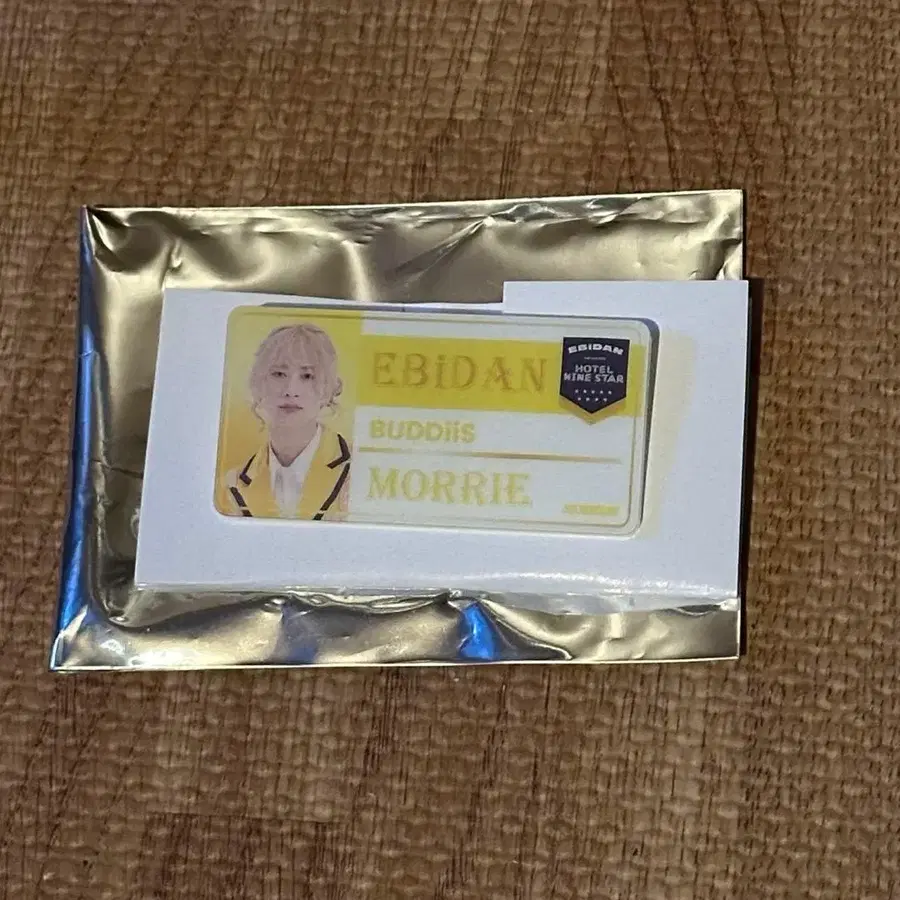 EBiDAN
BUDDiiS
MORRIE
EBiDAN
HOTEL
NINE STAR